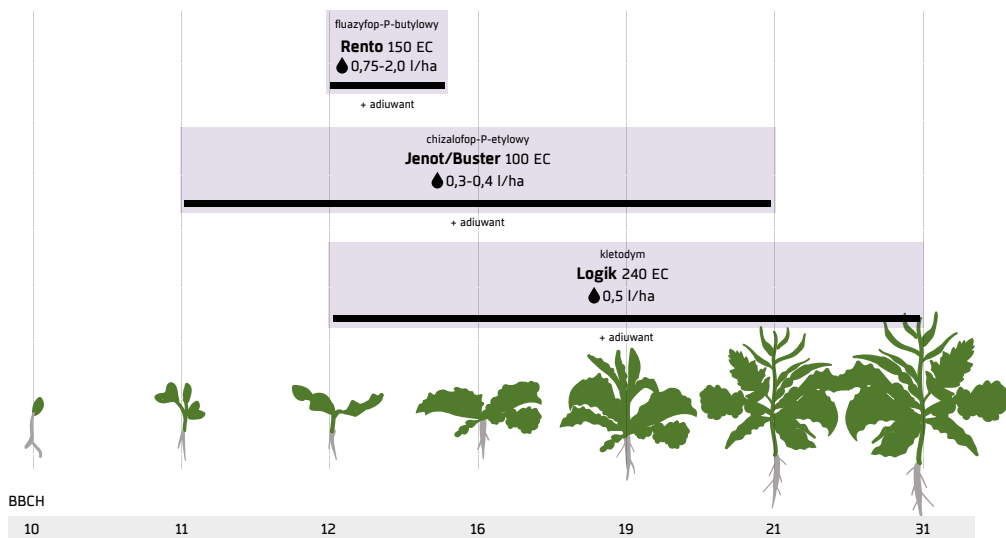 fluazyfop-P-butylowy
Rento 150 EC
0,75-2,0 l/ha
+ adiuwant
chizalofop-P-etylowy
Jenot/Buster 100 EC
0,3-0,4 l/ha
+ adiuwant
kletodym
Logik 240 EC
0,5 l/ha
+ adiuwant
BBCH
10 11 12 16 19 21 31